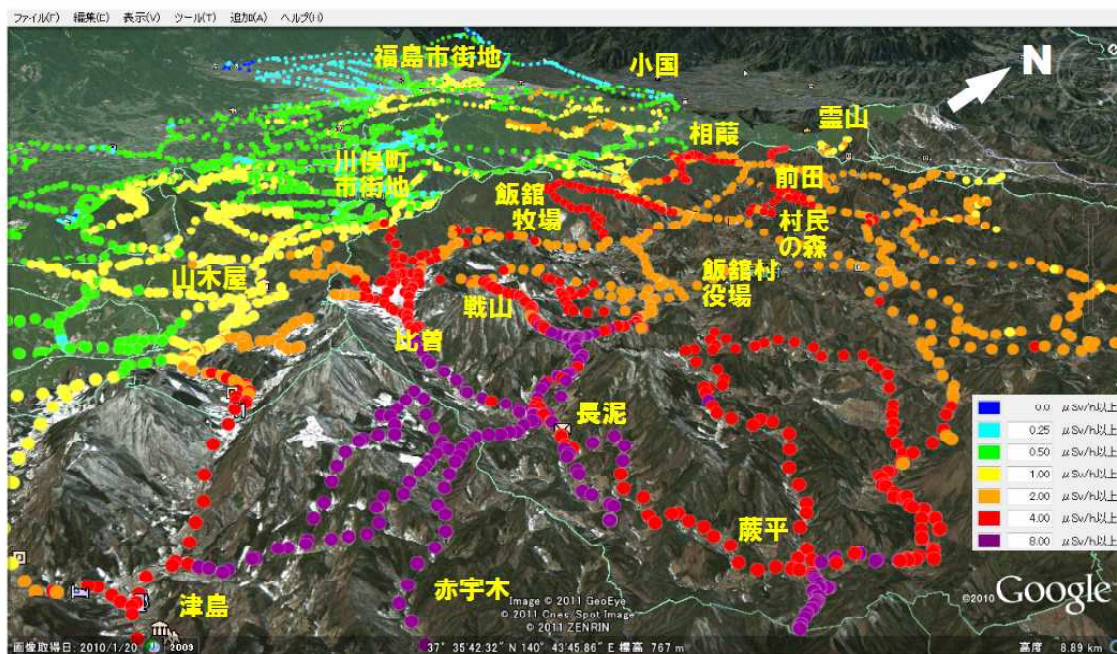 ファイル(F) 編集(E) 表示(V) ツール(T) 追加(A) ヘルプ(H)
福島市街地
小国
N
霊山
相葭
前田
川俣町
市街地
飯舘
牧場
村民
の森
飯舘村
役場
山木屋
戦山
比曽
長泥
蕨平
津島
赤宇木
0.0 μSv/h以上
0.25 μSv/h以上
0.50 μSv/h以上
1.00 μSv/h以上
2.00 μSv/h以上
4.00 μSv/h以上
8.00 μSv/h以上
Image © 2011 GeoEye
© 2011 Cnes, Spot Image
© 2011 ZENRIN
©2010 Google
画像取得日: 2010/1/20 2009
37° 35'42.32" N 140° 43'45.86" E 標高 767 m
高度 8.89 km